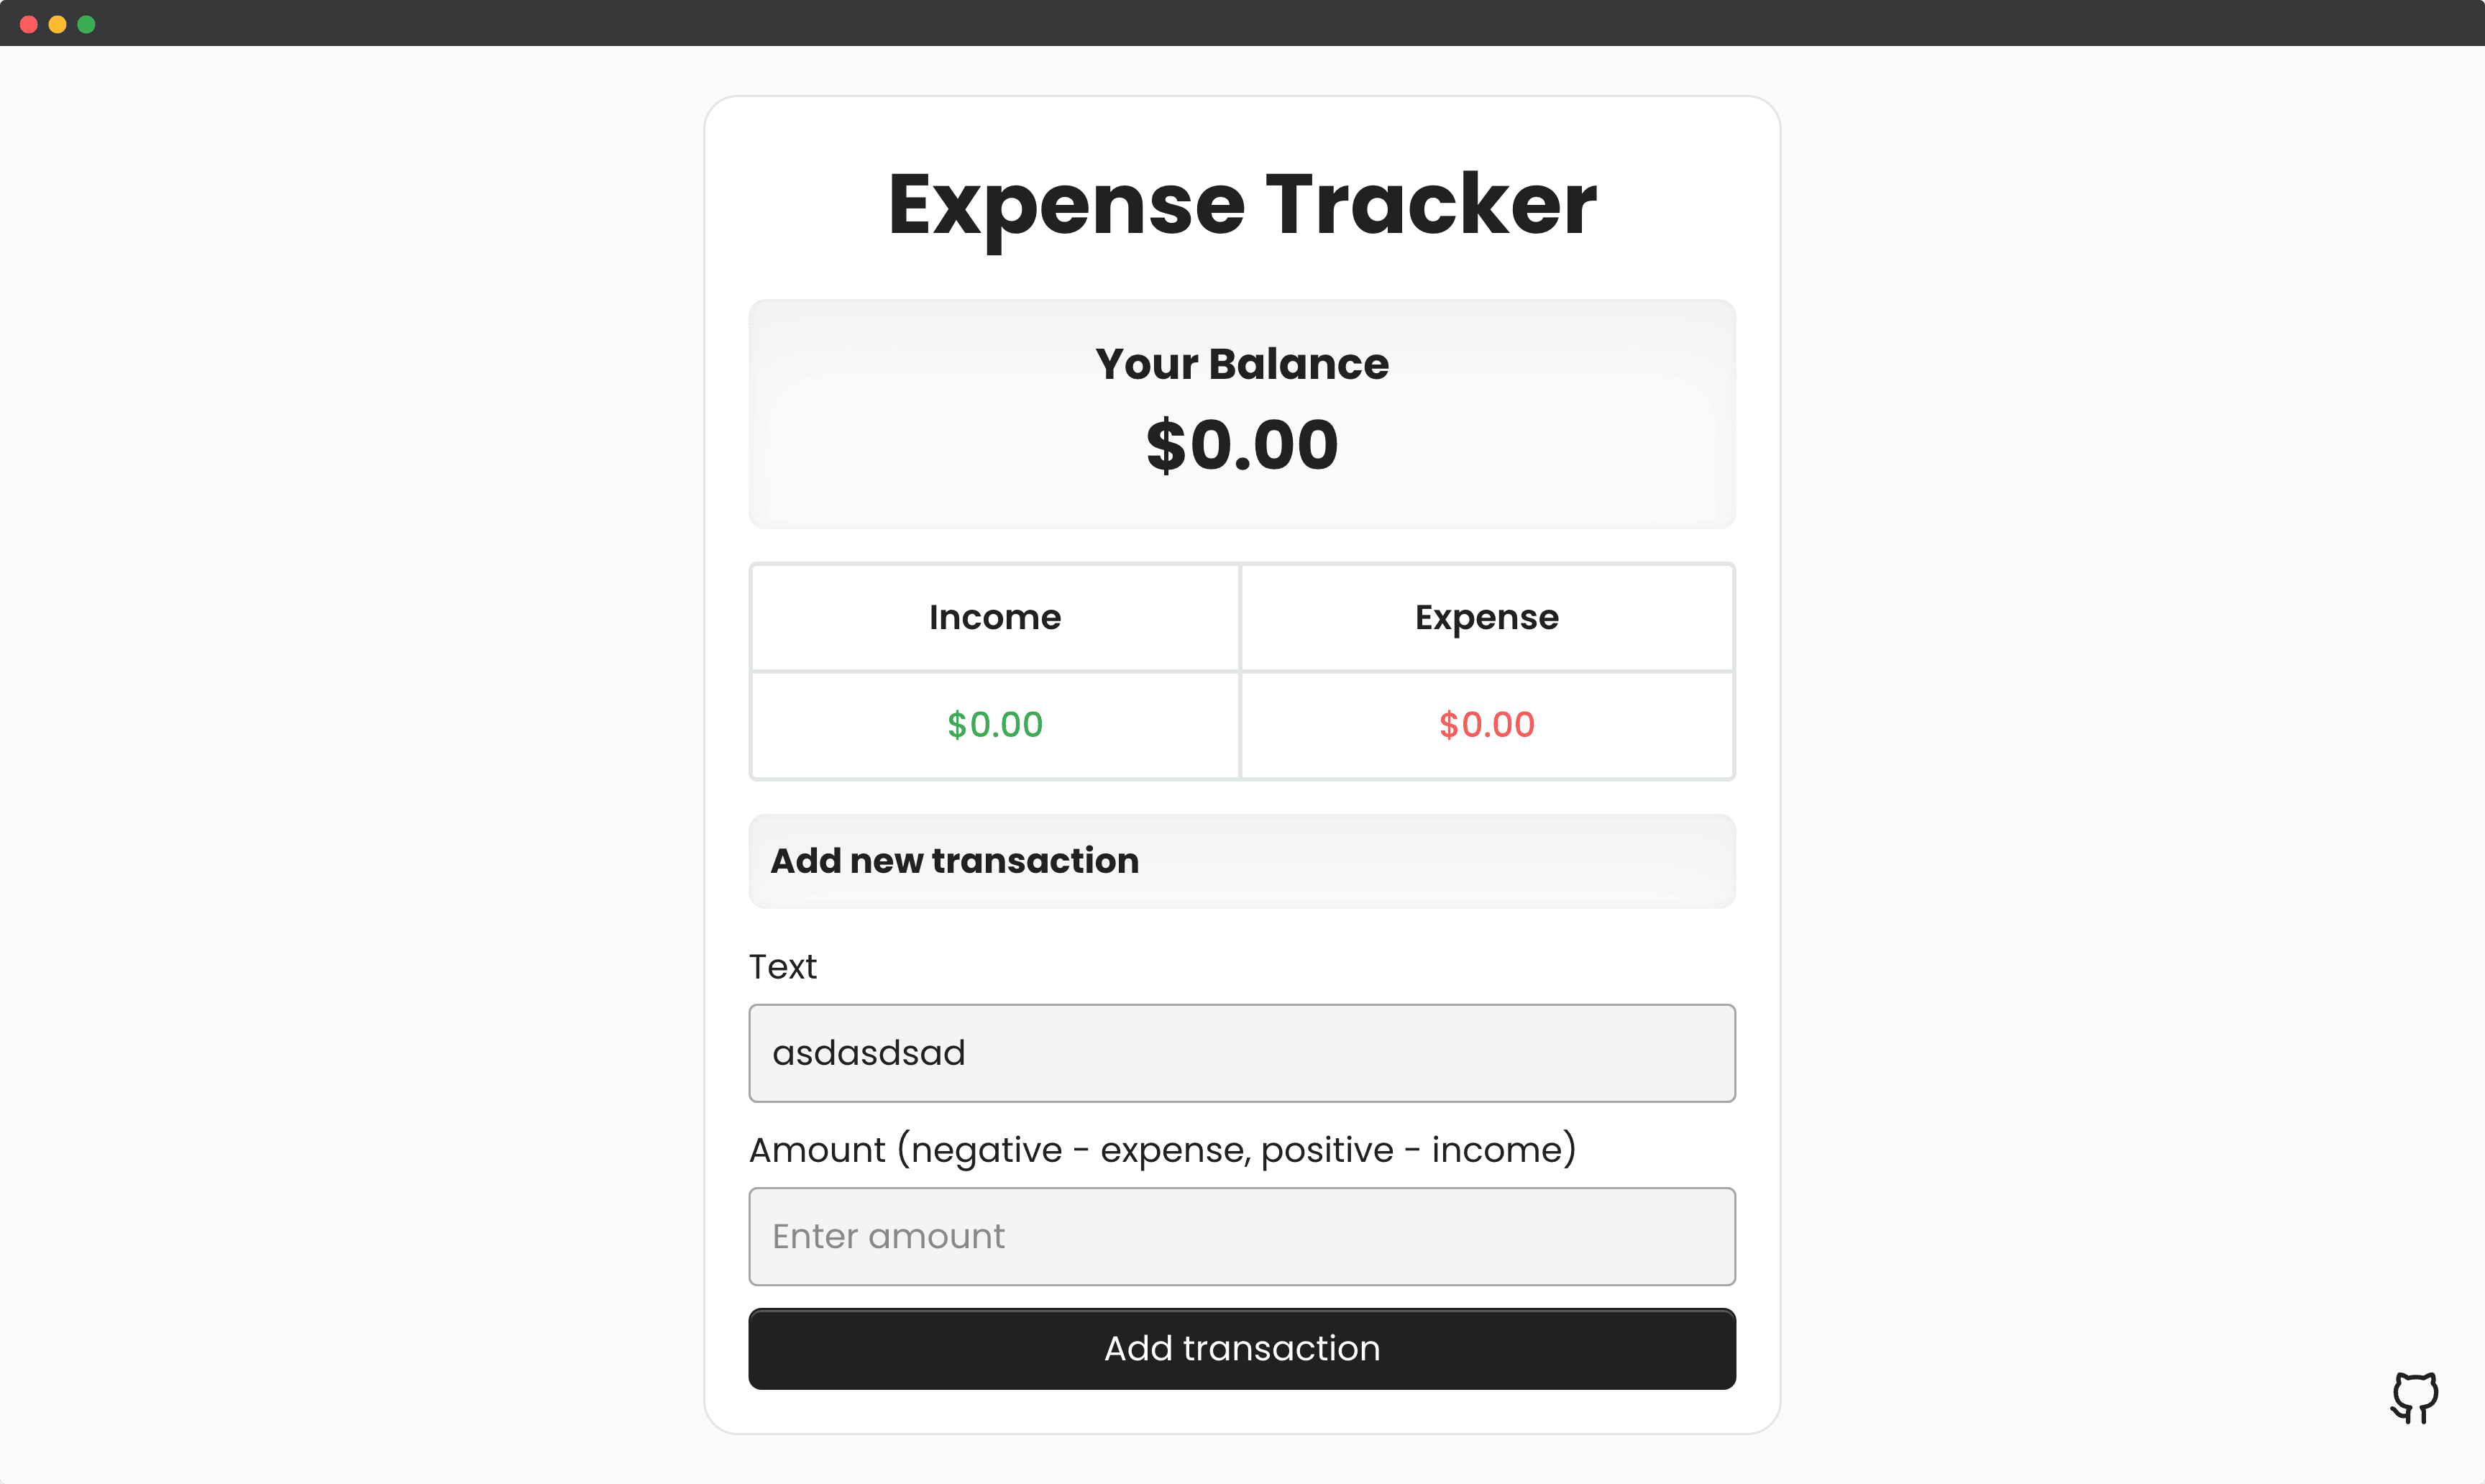 Expense Tracker
Your Balance
$0.00
Income
Expense
$0.00
$0.00
Add new transaction
Text
asdasdsad
Amount (negative - expense, positive - income)
Enter amount
Add transaction